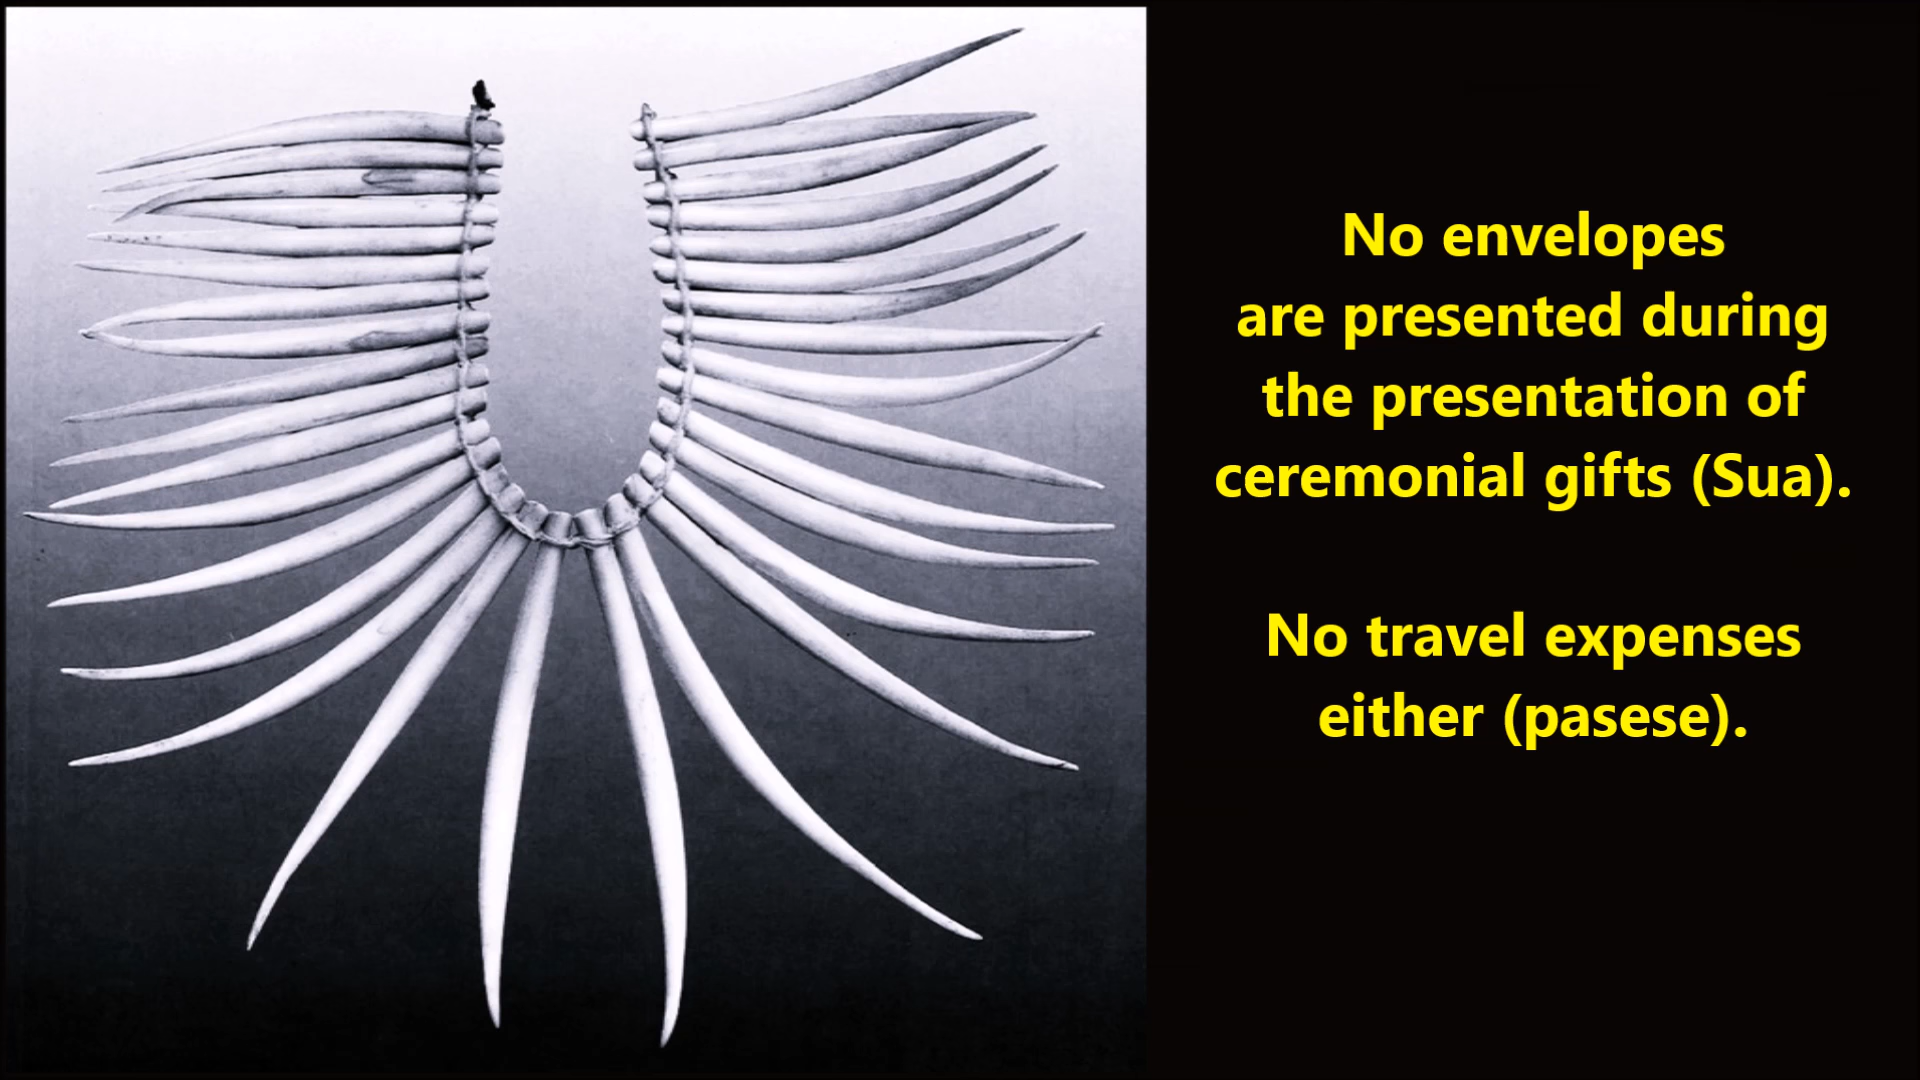 No envelopes
are presented during
the presentation of
ceremonial gifts (Sua).
No travel expenses
either (pasese).